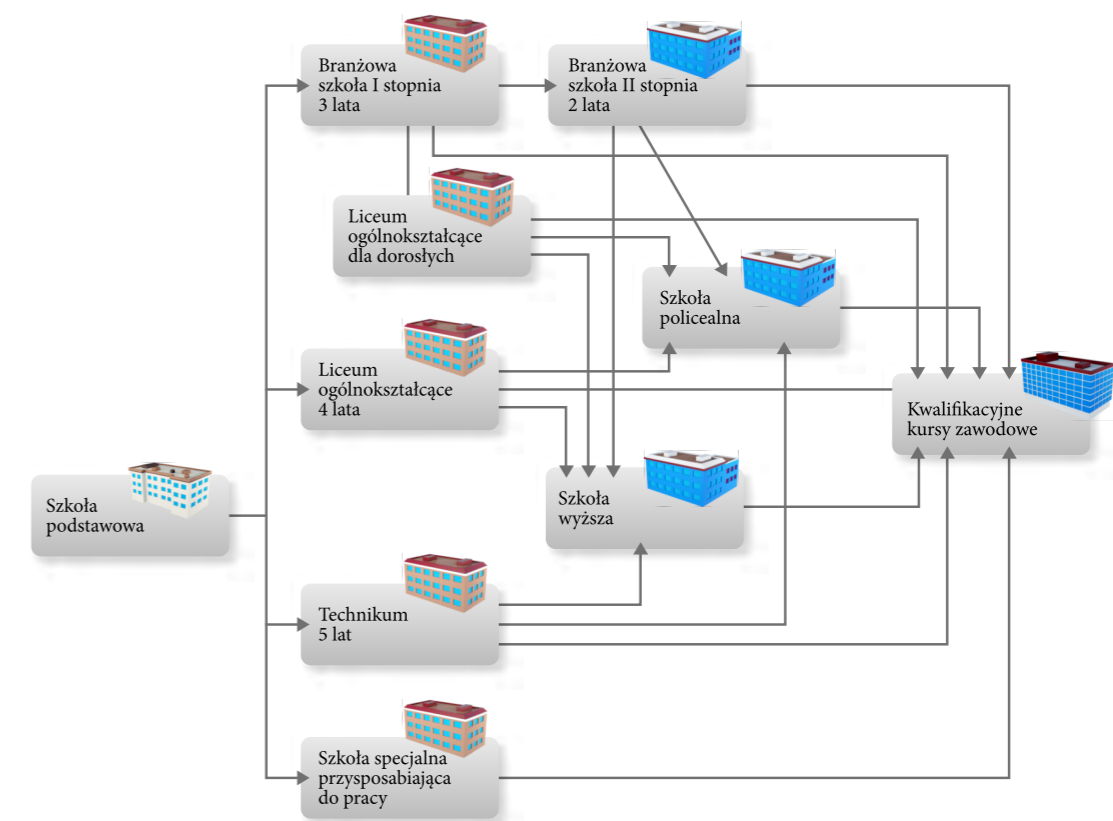 Branżowa
szkoła I stopnia
3 lata
Branżowa
szkoła II stopnia
2 lata
Liceum
ogólnokształcące
dla dorosłych
Szkoła
policealna
Liceum
ogólnokształcące
4 lata
Kwalifikacyjne
kursy zawodowe
Szkoła
podstawowa
Szkoła
wyższa
Technikum
5 lat
Szkoła specjalna
przysposabiająca
do pracy